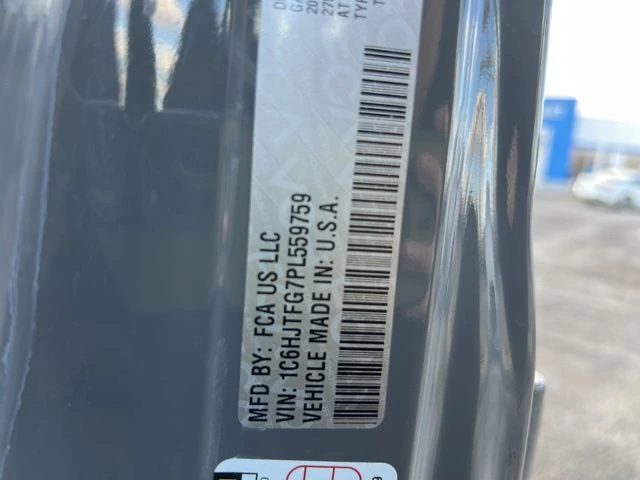 MFD BY: FCA US LLC
VIN: 1C6HJTFG7PL559759
VEHICLE MADE IN: U.S.A.